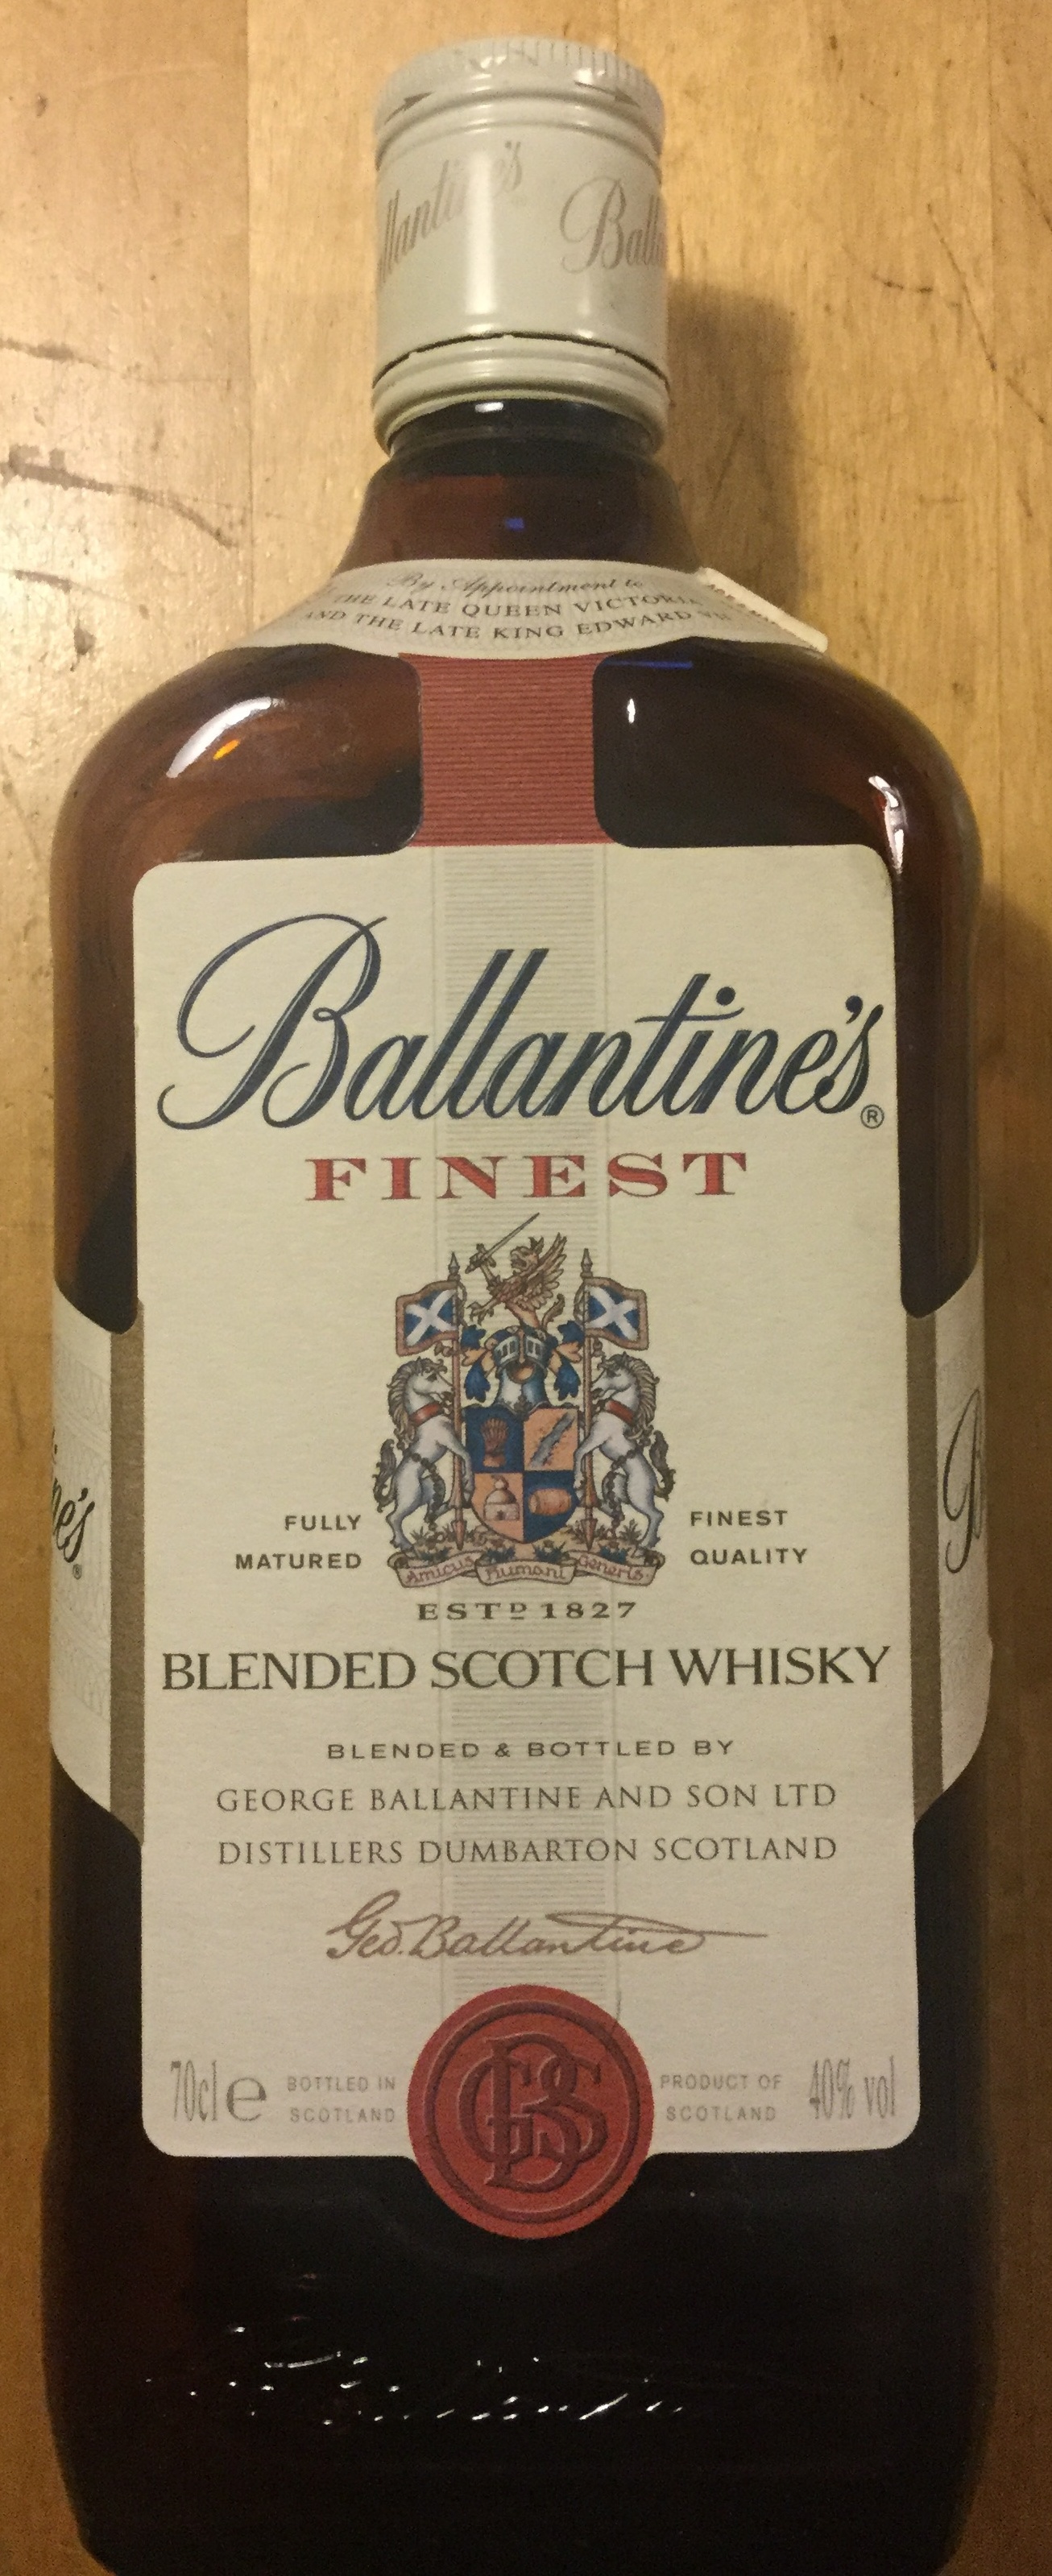 Ballantine's
By Appointment to
THE LATE QUEEN VICTORIA
AND THE LATE KING EDWARD VII
Ballantine's®
FINEST
FULLY MATURED
FINEST QUALITY
Amicus Humani Generis
ESTD 1827
BLENDED SCOTCH WHISKY
BLENDED & BOTTLED BY
GEORGE BALLANTINE AND SON LTD
DISTILLERS DUMBARTON SCOTLAND
Geo. Ballantine
70cl e
BOTTLED IN
SCOTLAND
GBS
PRODUCT OF
SCOTLAND
40% vol